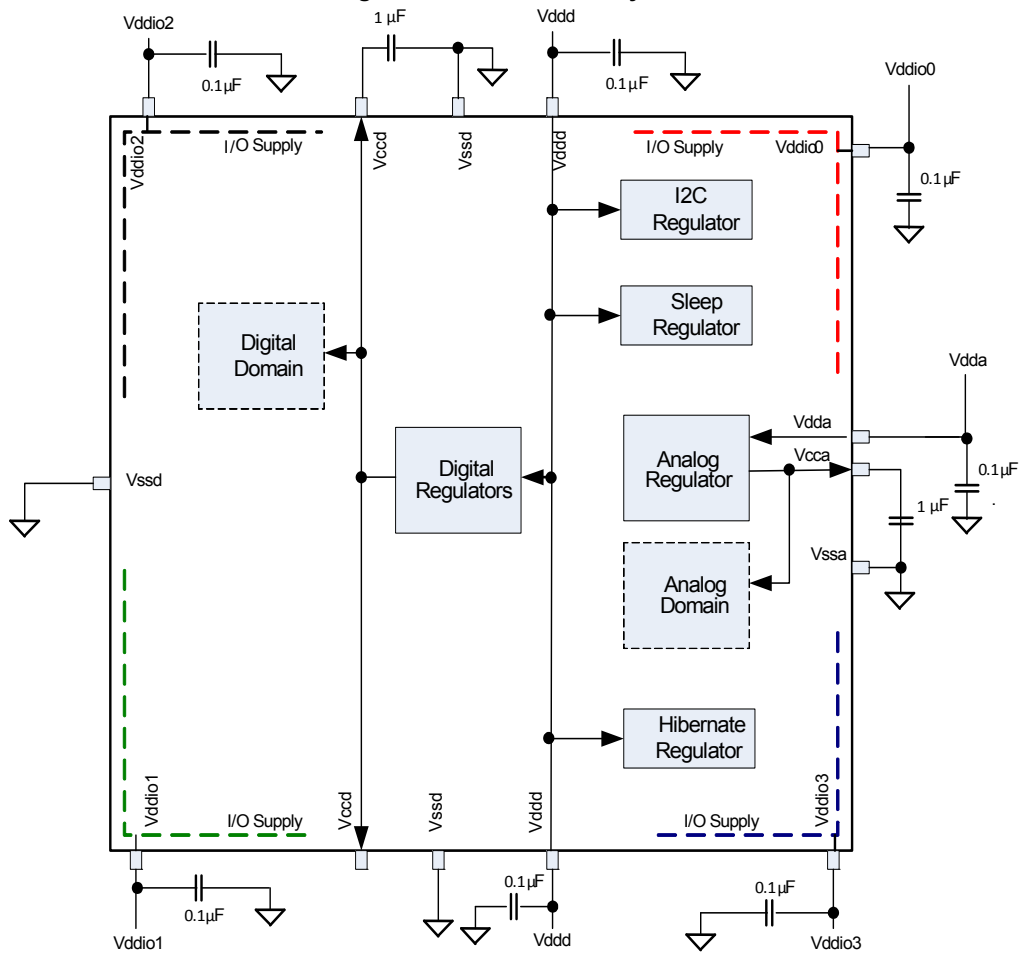 Vddio2
1 µF
Vddd
0.1µF
0.1µF
Vddio0
0.1µF
Vddio2
I/O Supply
Vccd
Vssd
Vddd
I/O Supply
Vddio0
I2C
Regulator
Sleep
Regulator
Digital
Domain
Vdda
Vdda
Vcca
Analog
Regulator
Digital
Regulators
0.1µF
1 µF
.
Vssd
Vssa
Analog
Domain
Hibernate
Regulator
Vddio1
I/O Supply
Vccd
Vssd
Vddd
I/O Supply
Vddio3
0.1µF
0.1µF
0.1µF
Vddio1
Vddd
Vddio3